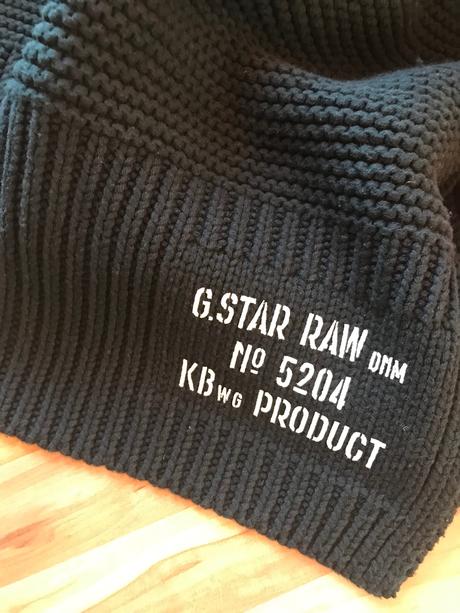 G.STAR RAW DNM
Nº 5204
KBWG PRODUCT